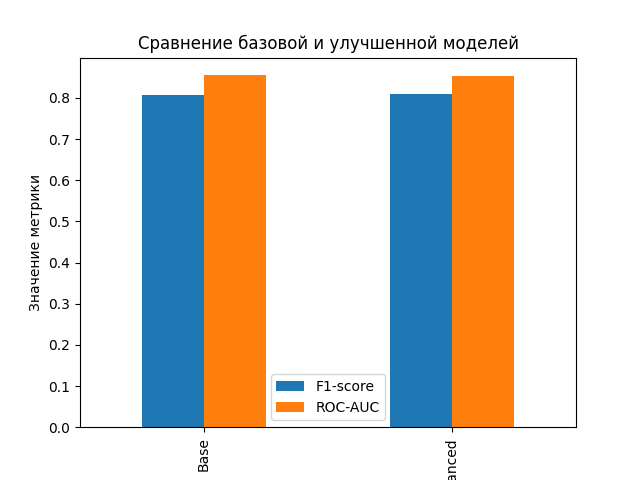 Сравнение базовой и улучшенной моделей
Значение метрики
0.8
0.7
0.6
0.5
0.4
0.3
0.2
0.1
0.0
F1-score
ROC-AUC
Base
anced